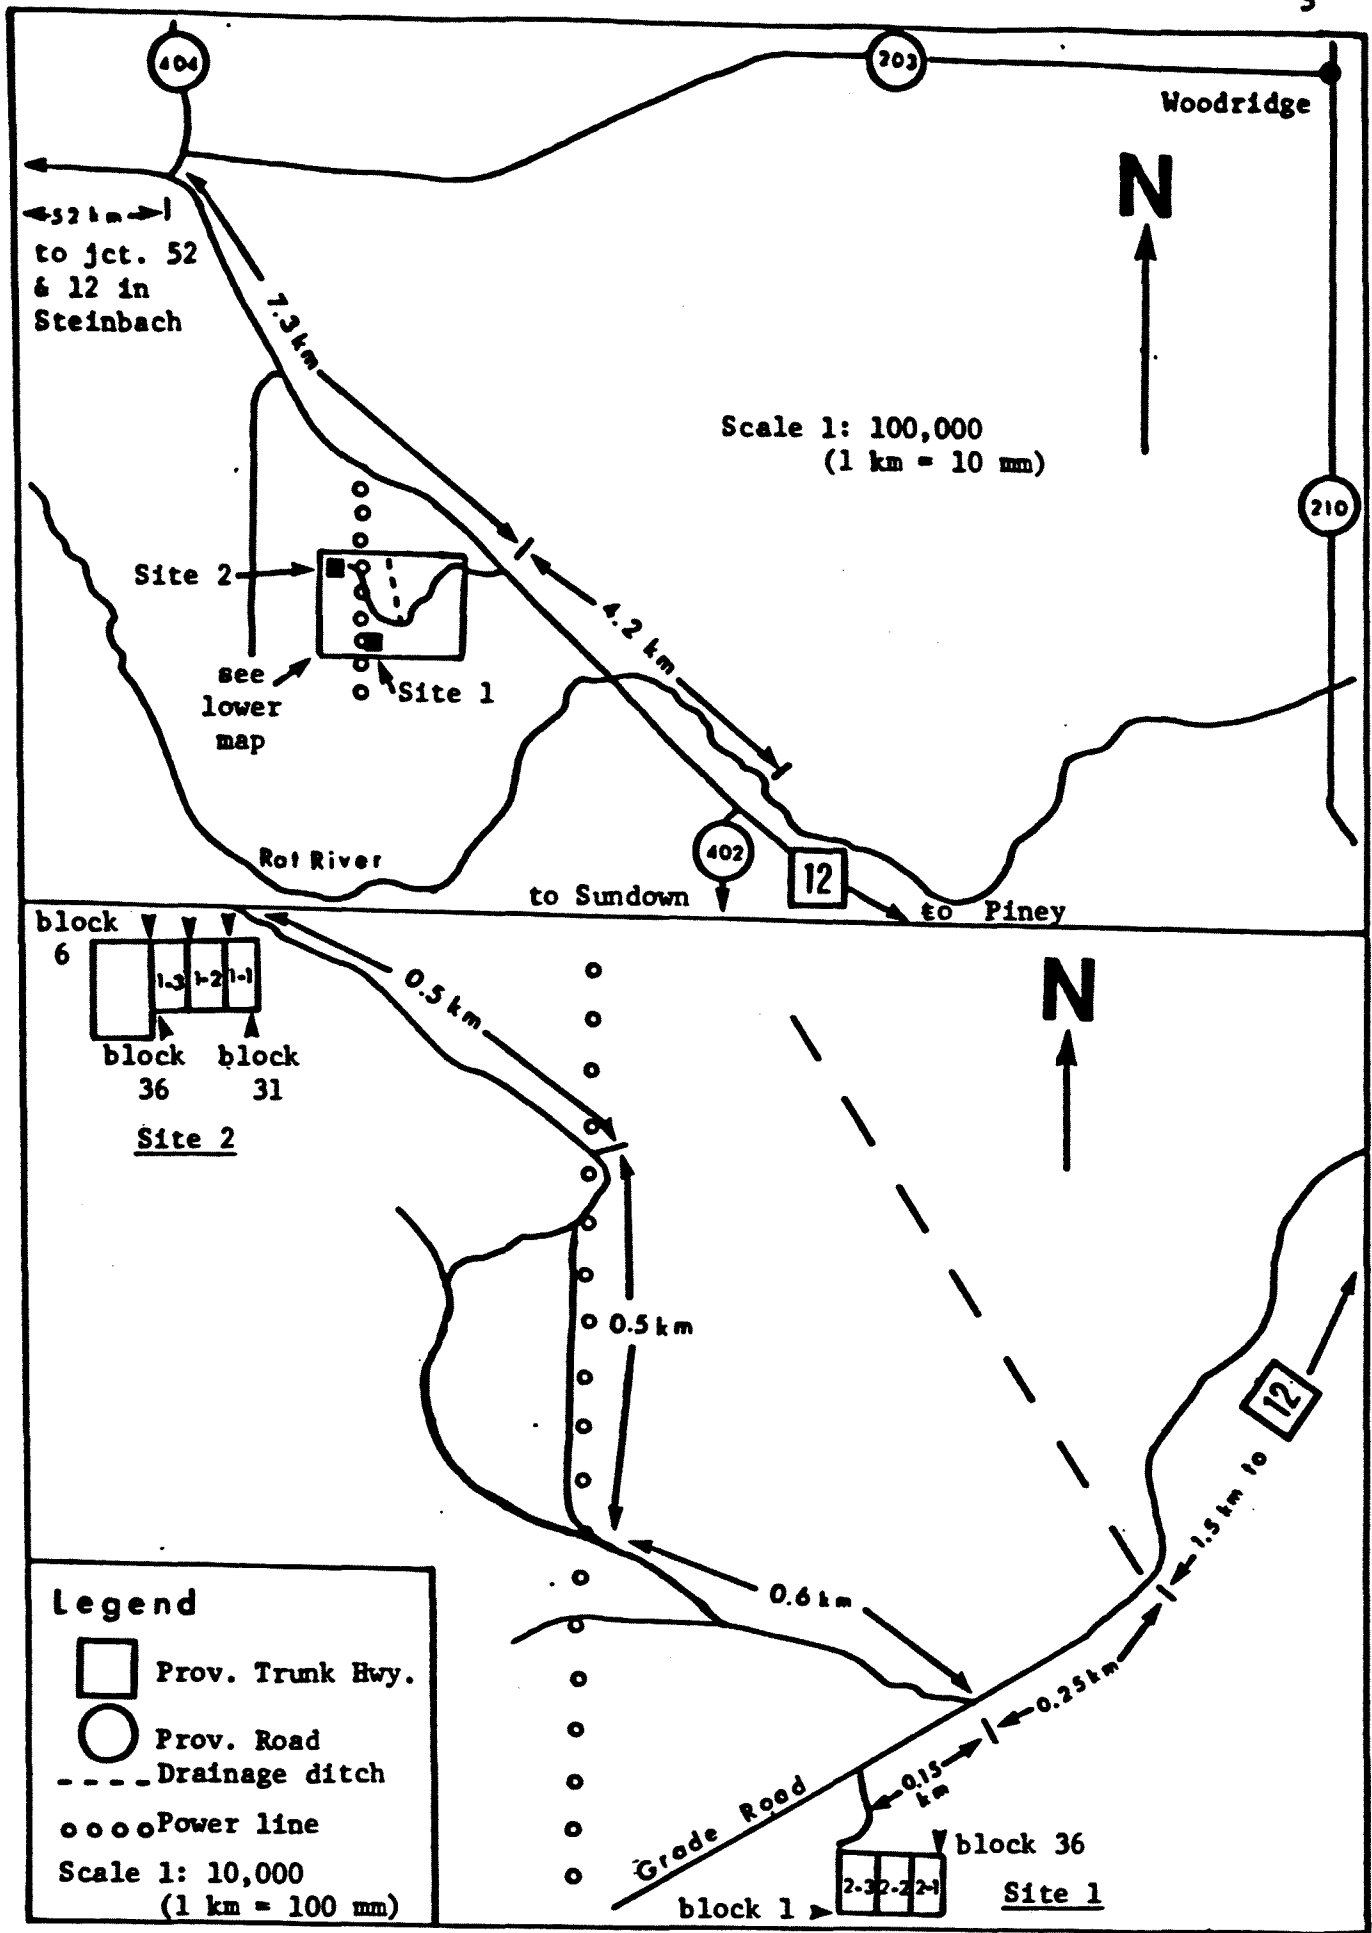 3
404
203
Woodridge
N
52 km
to jct. 52
& 12 in
Steinbach
7.3 km
Scale 1: 100,000
(1 km = 10 mm)
210
Site 2
4.2 km
see
lower
map
Site 1
Rat River
402
12
to Sundown
to Piney
block
6
1-3 1-2 1-1
block
36
block
31
Site 2
0.5 km
N
0.5 km
12
1.5 km to
0.6 km
0.25 km
0.15
km
Grade Road
block 36
2-3 2-2 2-1
Site 1
block 1
Legend
Prov. Trunk Hwy.
Prov. Road
Drainage ditch
Power line
Scale 1: 10,000
(1 km = 100 mm)